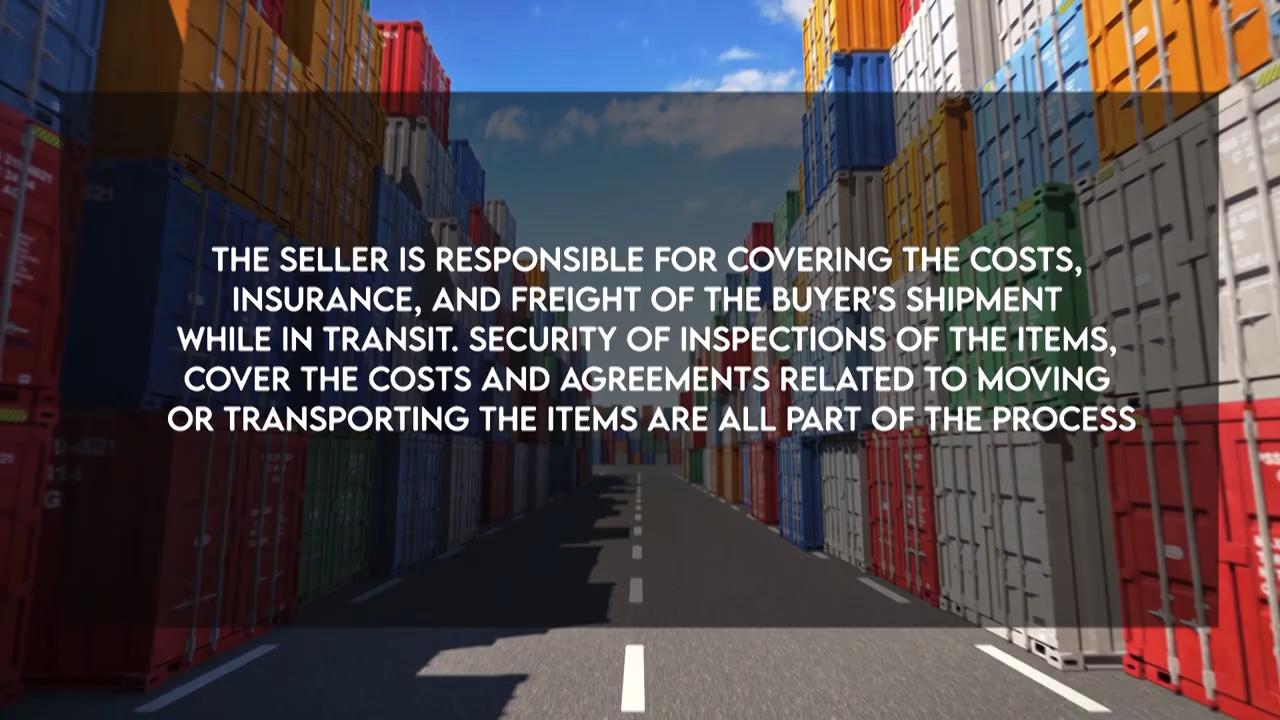 THE SELLER IS RESPONSIBLE FOR COVERING THE COSTS,
INSURANCE, AND FREIGHT OF THE BUYER'S SHIPMENT
WHILE IN TRANSIT. SECURITY OF INSPECTIONS OF THE ITEMS,
COVER THE COSTS AND AGREEMENTS RELATED TO MOVING
OR TRANSPORTING THE ITEMS ARE ALL PART OF THE PROCESS